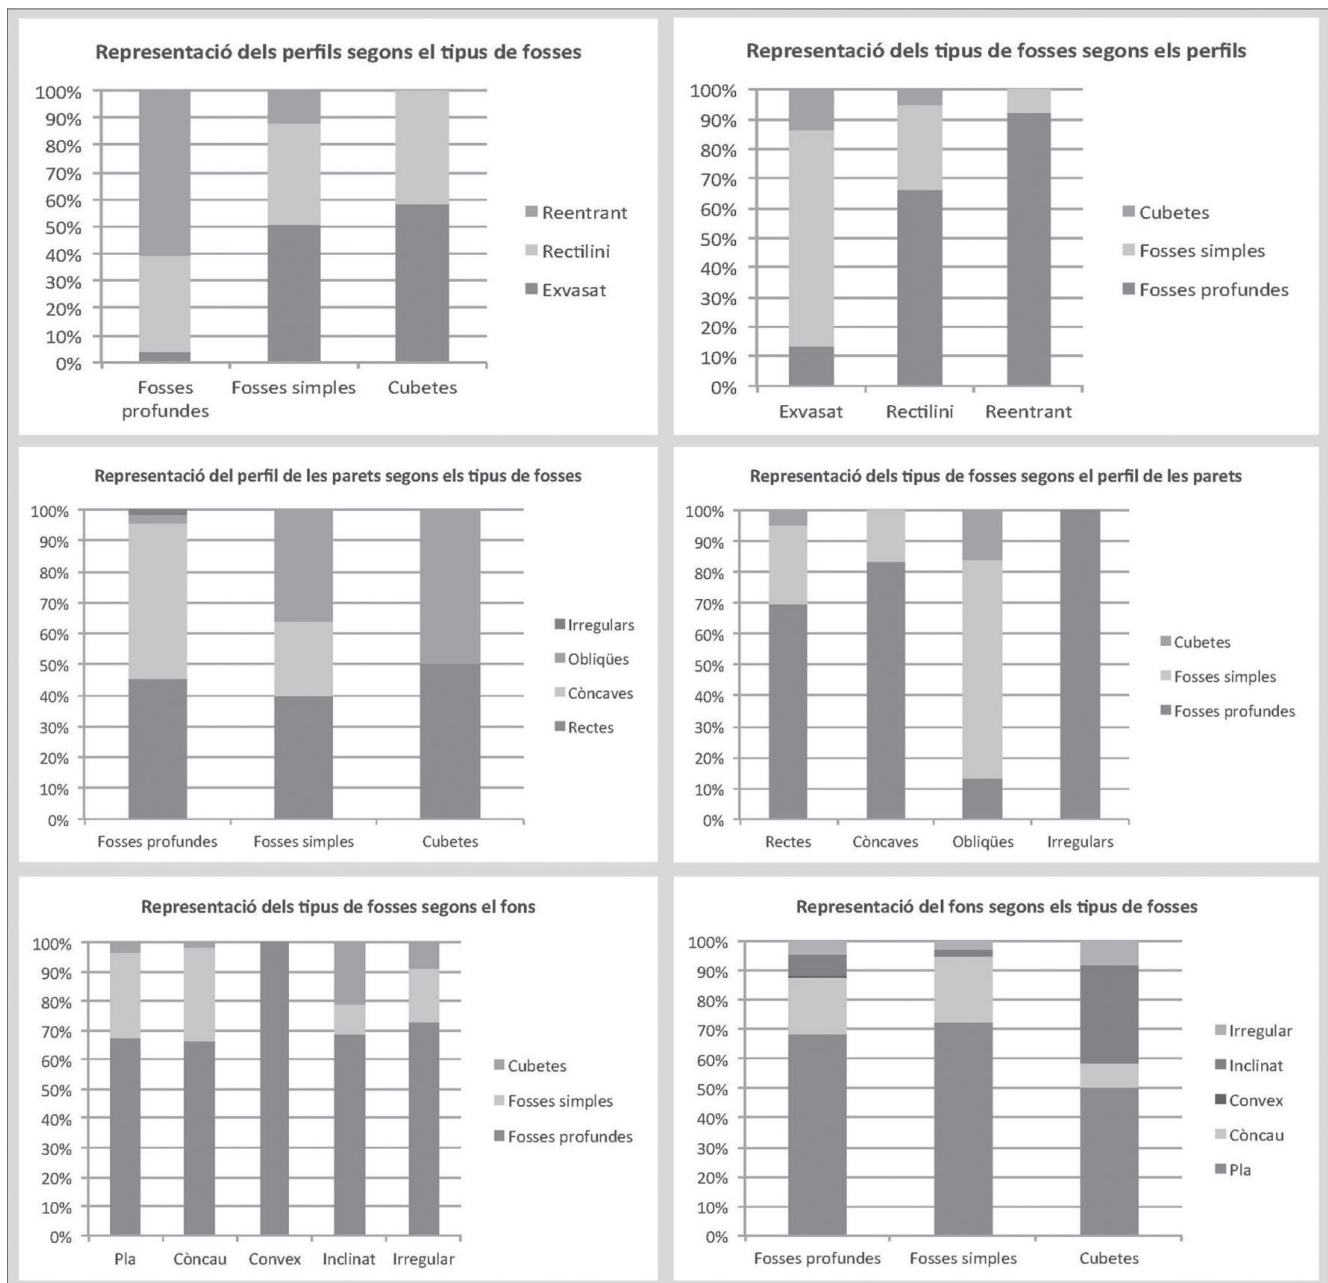 Representació dels perfils segons el tipus de fosses
100%
90%
80%
70%
60%
50%
40%
30%
20%
10%
0%
Fosses profundes
Fosses simples
Cubetes
Reentrant
Rectilini
Exvasat
Representació dels tipus de fosses segons els perfils
100%
90%
80%
70%
60%
50%
40%
30%
20%
10%
0%
Exvasat
Rectilini
Reentrant
Cubetes
Fosses simples
Fosses profundes
Representació del perfil de les parets segons els tipus de fosses
100%
90%
80%
70%
60%
50%
40%
30%
20%
10%
0%
Fosses profundes
Fosses simples
Cubetes
Irregulars
Obliqües
Còncaves
Rectes
Representació dels tipus de fosses segons el perfil de les parets
100%
90%
80%
70%
60%
50%
40%
30%
20%
10%
0%
Rectes
Còncaves
Obliqües
Irregulars
Cubetes
Fosses simples
Fosses profundes
Representació dels tipus de fosses segons el fons
100%
90%
80%
70%
60%
50%
40%
30%
20%
10%
0%
Pla
Còncau
Convex
Inclinat
Irregular
Cubetes
Fosses simples
Fosses profundes
Representació del fons segons els tipus de fosses
100%
90%
80%
70%
60%
50%
40%
30%
20%
10%
0%
Fosses profundes
Fosses simples
Cubetes
Irregular
Inclinat
Convex
Còncau
Pla